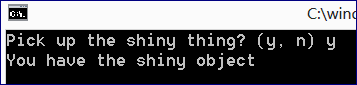 C:\wind
Pick up the shiny thing? (y, n) y
You have the shiny object